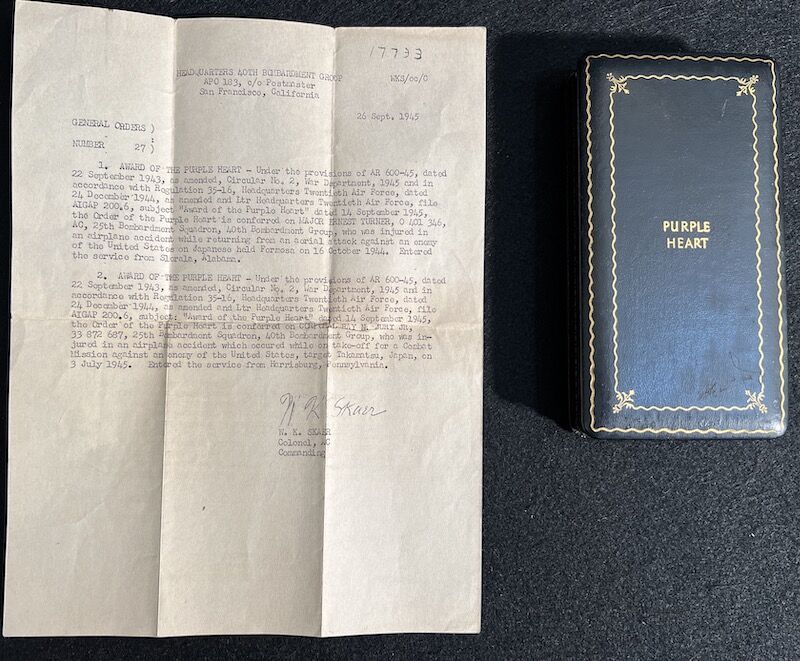 17733
HEADQUARTERS 40TH BOMBARDMENT GROUP
APO 183, c/o Postmaster
San Francisco, California
WKS/oc/C
26 Sept. 1945
GENERAL ORDERS )
:
NUMBER 27)
1. AWARD OF THE PURPLE HEART - Under the provisions of AR 600-45, dated
22 September 1943, as amended, Circular No. 2, War Department, 1945 and in
accordance with Regulation 35-16, Headquarters Twentieth Air Force, dated
24 December 1944, as amended and Ltr Headquarters Twentieth Air Force, file
AIGAP 200.6, subject "Award of the Purple Heart" dated 14 September 1945,
the Order of the Purple Heart is conferred on MAJOR ERNEST TURNER, O 401 346,
AC, 25th Bombardment Squadron, 40th Bombardment Group, who was injured in
an airplane accident while returning from an aerial attack against an enemy
of the United States on Japanese held Formosa on 16 October 1944. Entered
the service from Slorala, Alabama.
2. AWARD OF THE PURPLE HEART - Under the provisions of AR 600-45, dated
22 September 1943, as amended, Circular No. 2, War Department, 1945 and in
accordance with Regulation 35-16, Headquarters Twentieth Air Force, dated
24 December 1944, as amended and Ltr Headquarters Twentieth Air Force, file
AIGAP 200.6, subject: "Award of the Purple Heart" dated 14 September 1945,
the Order of the Purple Heart is conferred on RAY M. JURY JR,
33 872 687, 25th Bombardment Squadron, 40th Bombardment Group, who was in-
jured in an airplane accident which occured while on take-off for a Combat
Mission against an enemy of the United States, target Takamatsu, Japan, on
3 July 1945. Entered the service from Harrisburg, Pennsylvania.
W K Skaer
W. K. SKAER
Colonel, AC
Commanding
PURPLE
HEART